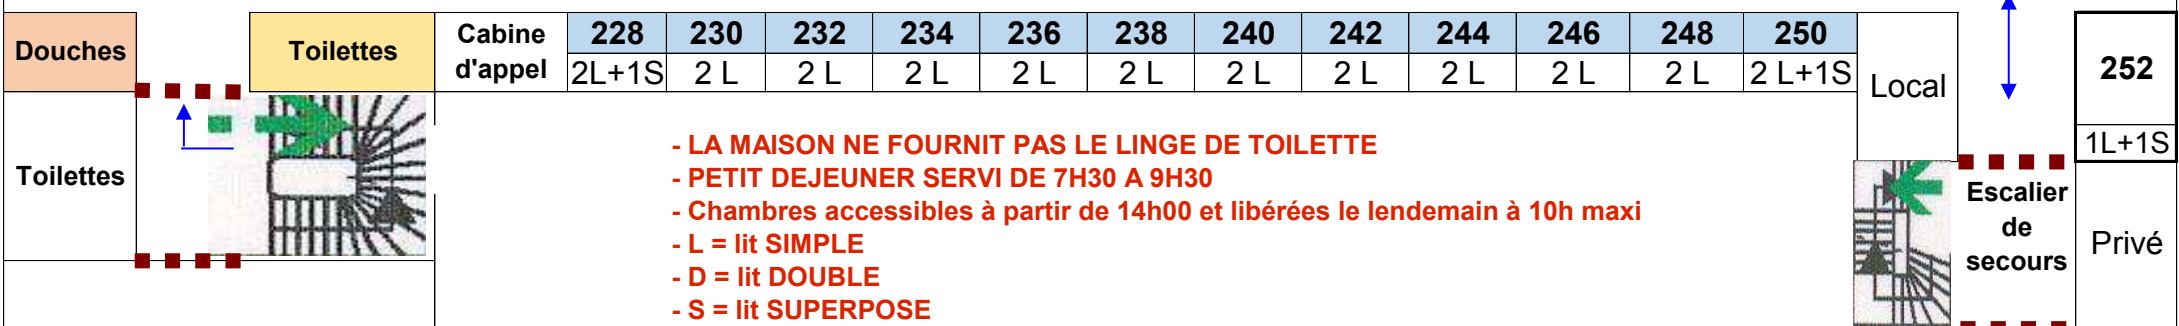 Douches
Toilettes
Cabine
d'appel
228 230 232 234 236 238 240 242 244 246 248 250
2L+1S 2 L 2 L 2 L 2 L 2 L 2 L 2 L 2 L 2 L 2 L 2 L+1S
Local
252
1L+1S
Toilettes
- LA MAISON NE FOURNIT PAS LE LINGE DE TOILETTE
- PETIT DEJEUNER SERVI DE 7H30 A 9H30
- Chambres accessibles à partir de 14h00 et libérées le lendemain à 10h maxi
- L = lit SIMPLE
- D = lit DOUBLE
- S = lit SUPERPOSE
Escalier
de
secours
Privé